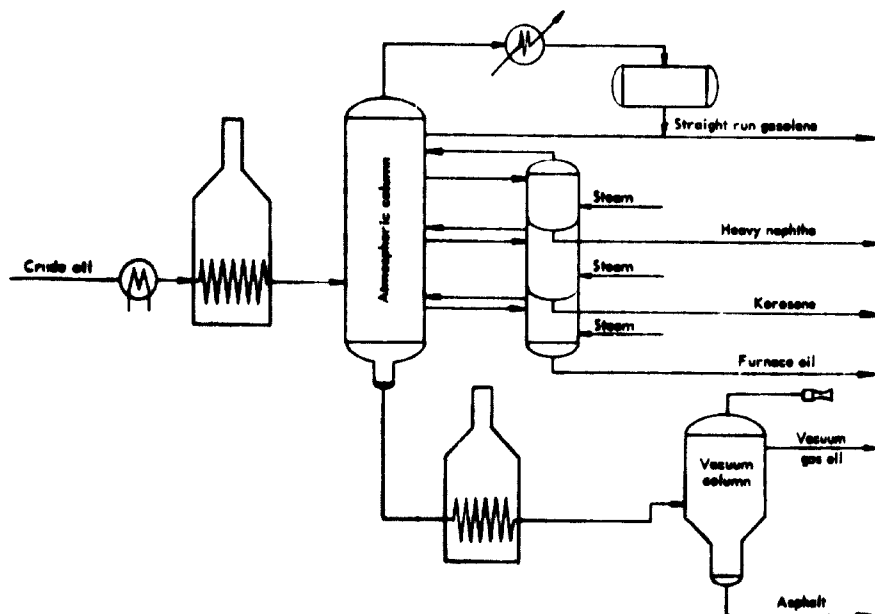 Straight run gasolene
Atmospheric column
Steam
Heavy naphtha
Crude oil
Steam
Kerosene
Steam
Furnace oil
Vacuum
gas oil
Vacuum
column
Asphalt